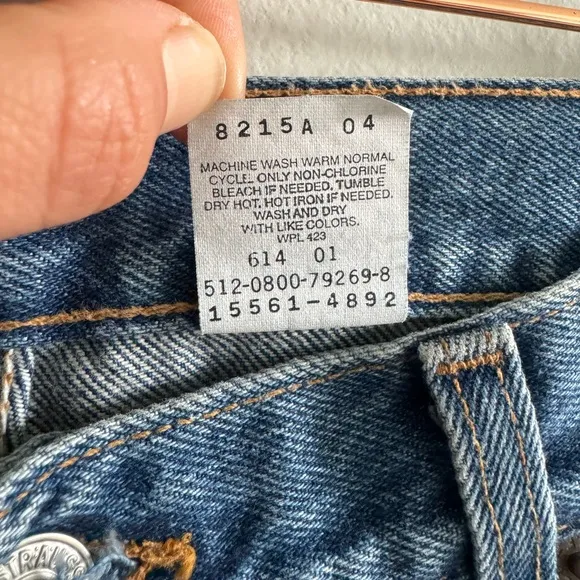 8215A 04
MACHINE WASH WARM NORMAL
CYCLE. ONLY NON-CHLORINE
BLEACH IF NEEDED. TUMBLE
DRY HOT. HOT IRON IF NEEDED.
WASH AND DRY
WITH LIKE COLORS.
WPL 423
614 01
512-0800-79269-8
15561-4892